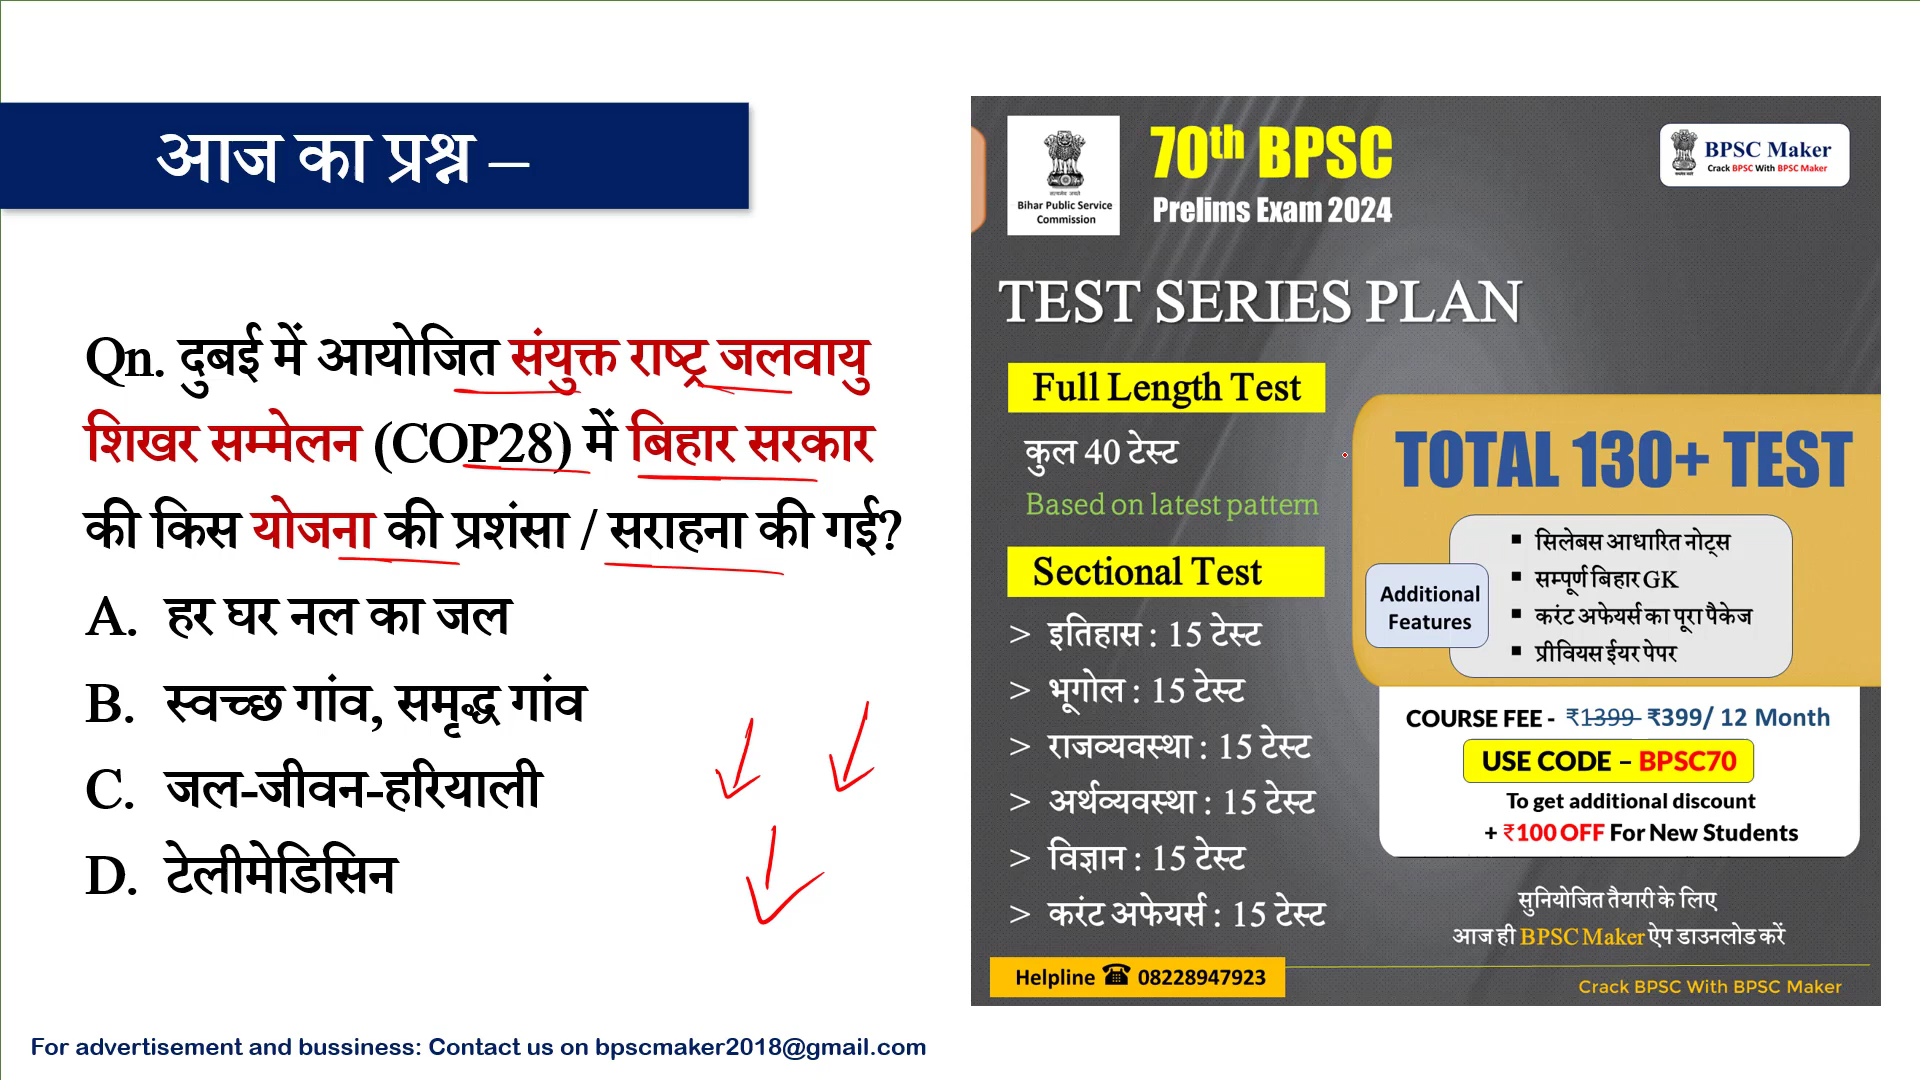 आज का प्रश्न –
Qn. दुबई में आयोजित संयुक्त राष्ट्र जलवायु
शिखर सम्मेलन (COP28) में बिहार सरकार
की किस योजना की प्रशंसा / सराहना की गई?
A. हर घर नल का जल
B. स्वच्छ गांव, समृद्ध गांव
C. जल-जीवन-हरियाली
D. टेलीमेडिसिन
For advertisement and bussiness: Contact us on bpscmaker2018@gmail.com
Bihar Public Service
Commission
70th BPSC
Prelims Exam 2024
BPSC Maker
Crack BPSC With BPSC Maker
TEST SERIES PLAN
Full Length Test
कुल 40 टेस्ट
Based on latest pattern
Sectional Test
> इतिहास : 15 टेस्ट
> भूगोल : 15 टेस्ट
> राजव्यवस्था : 15 टेस्ट
> अर्थव्यवस्था : 15 टेस्ट
> विज्ञान : 15 टेस्ट
> करंट अफेयर्स : 15 टेस्ट
TOTAL 130+ TEST
Additional
Features
▪ सिलेबस आधारित नोट्स
▪ सम्पूर्ण बिहार GK
▪ करंट अफेयर्स का पूरा पैकेज
▪ प्रीवियस ईयर पेपर
COURSE FEE - ₹1399 ₹399/ 12 Month
USE CODE – BPSC70
To get additional discount
+ ₹100 OFF For New Students
सुनियोजित तैयारी के लिए
आज ही BPSC Maker ऐप डाउनलोड करें
Helpline ☎ 08228947923
Crack BPSC With BPSC Maker